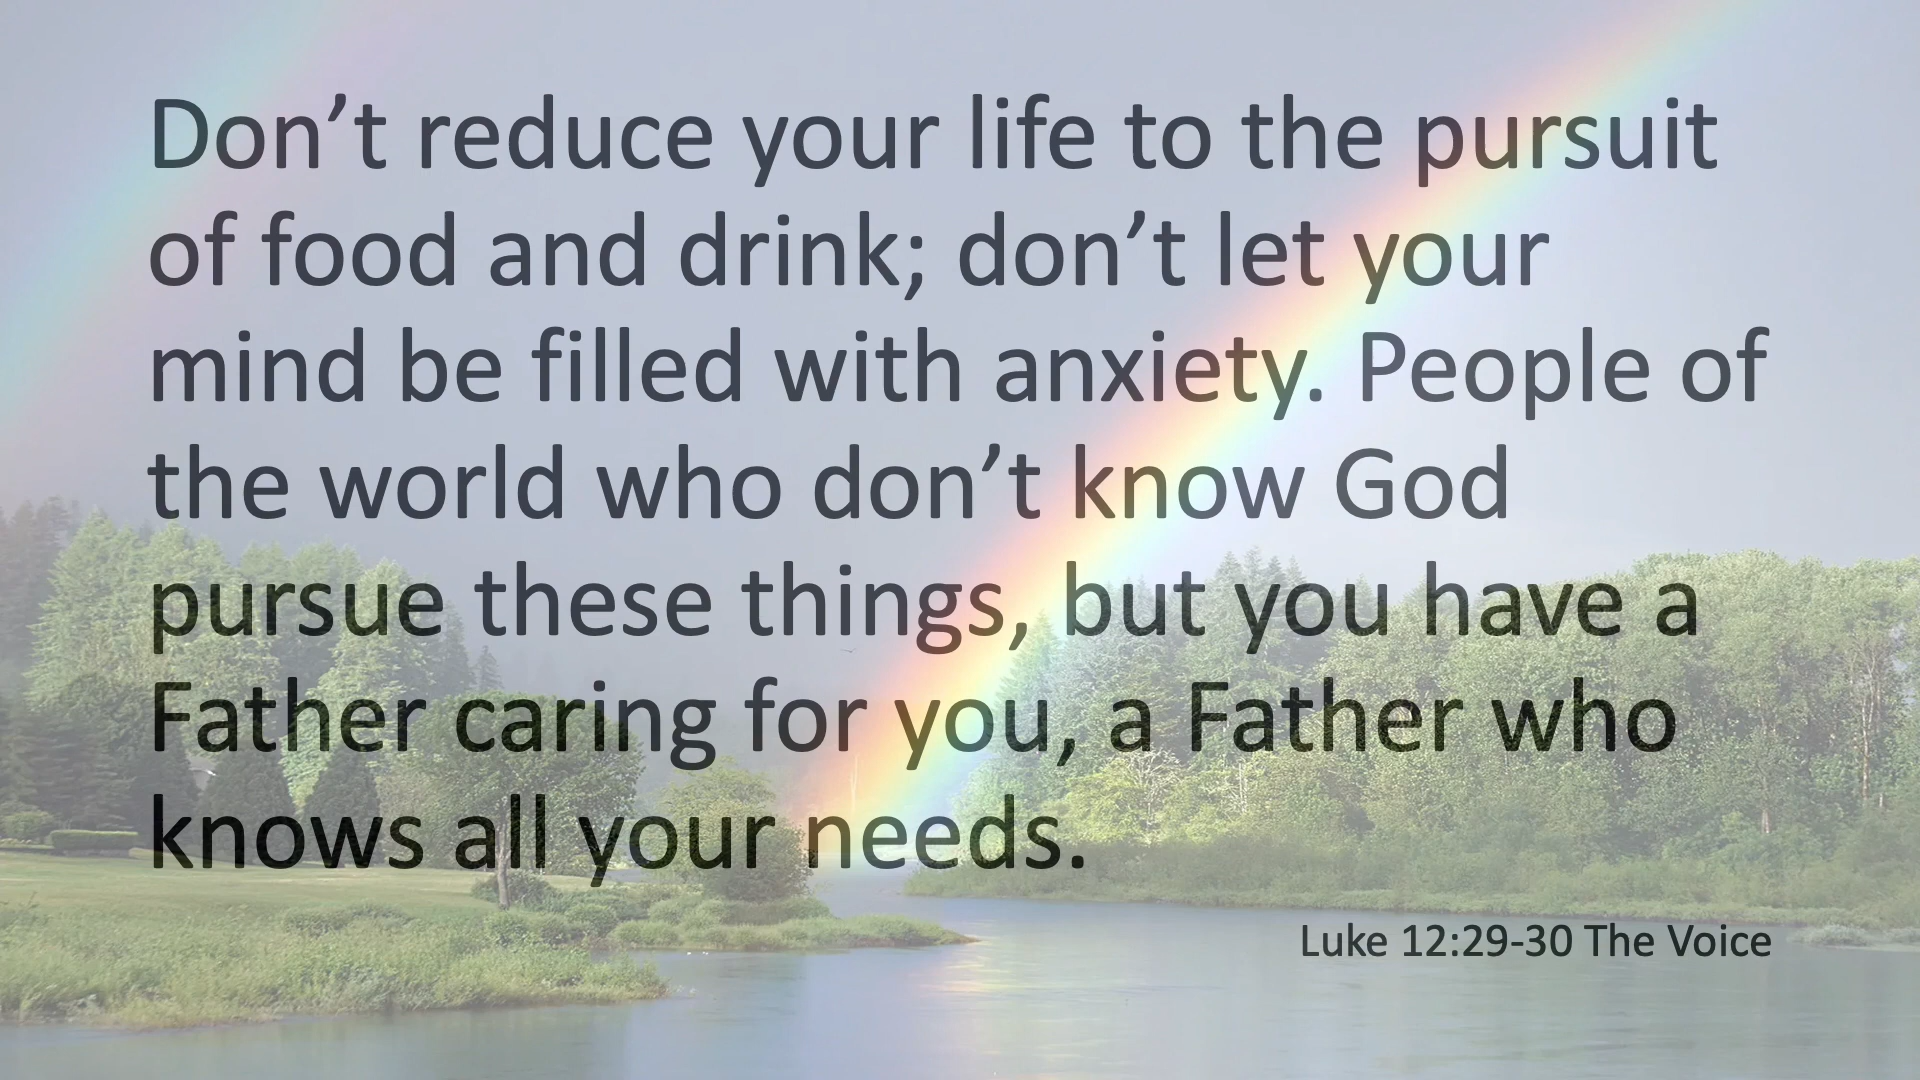 Don’t reduce your life to the pursuit
of food and drink; don’t let your
mind be filled with anxiety. People of
the world who don’t know God
pursue these things, but you have a
Father caring for you, a Father who
knows all your needs.
Luke 12:29-30 The Voice